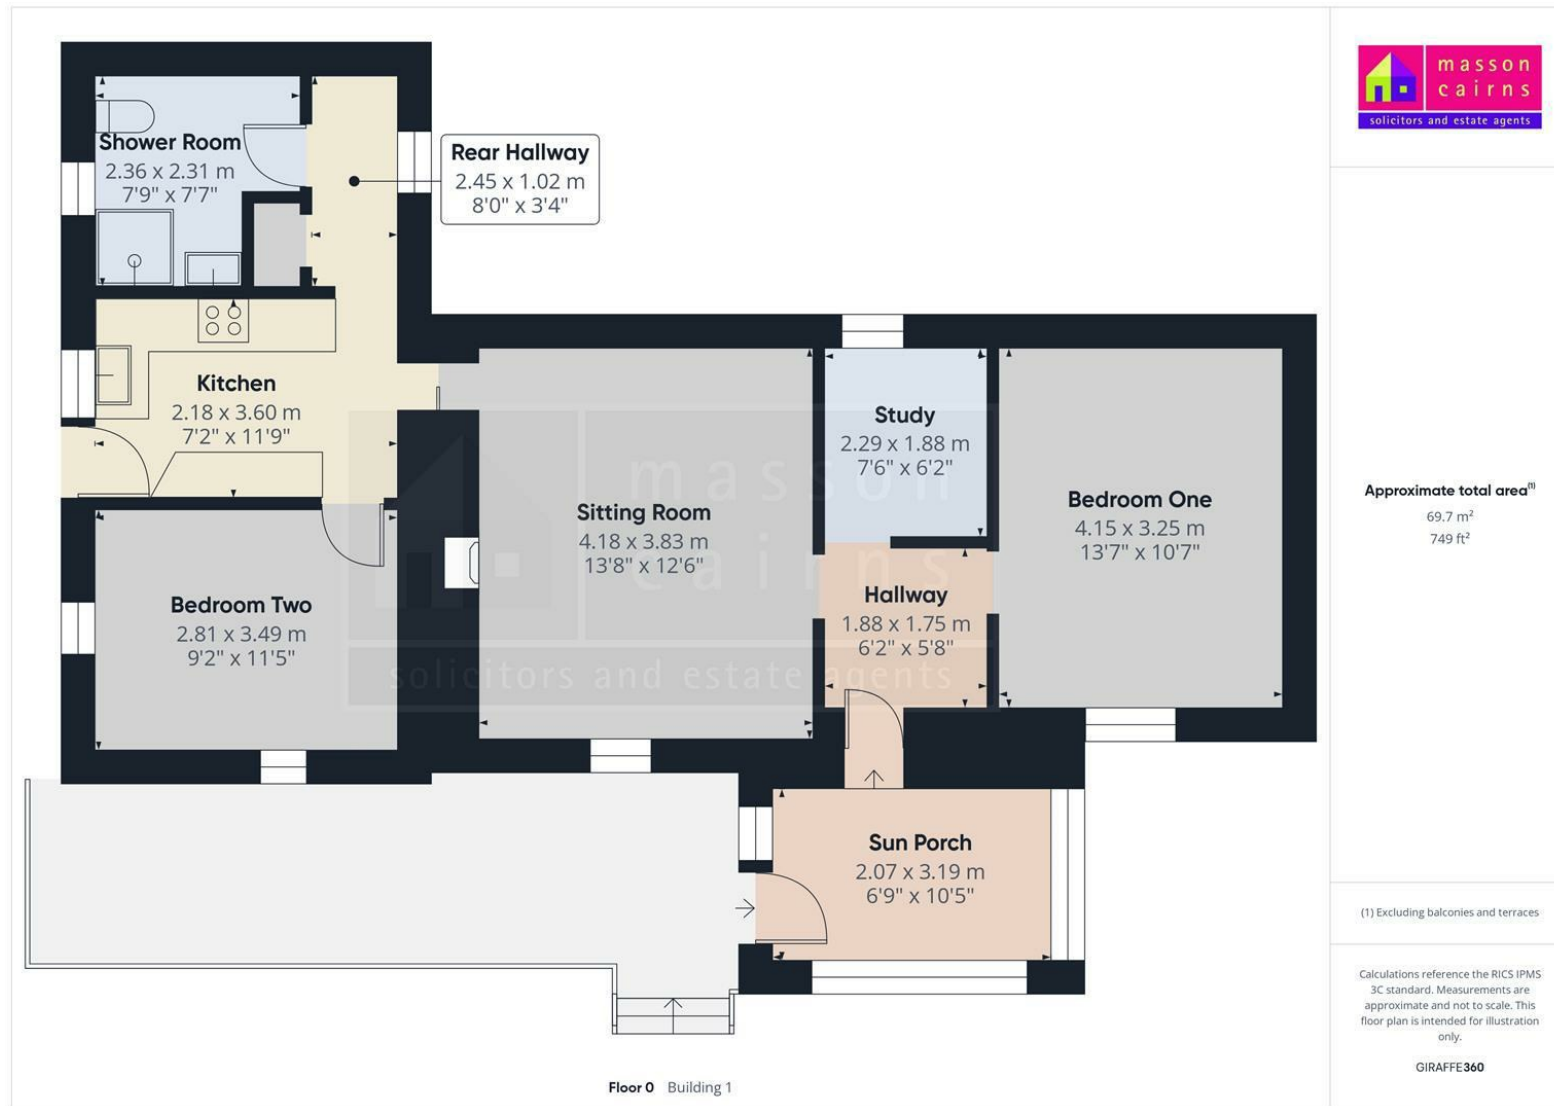 masson
cairns
solicitors and estate agents
Shower Room
2.36 x 2.31 m
7'9" x 7'7"
Rear Hallway
2.45 x 1.02 m
8'0" x 3'4"
Kitchen
2.18 x 3.60 m
7'2" x 11'9"
Study
2.29 x 1.88 m
7'6" x 6'2"
Bedroom One
4.15 x 3.25 m
13'7" x 10'7"
Sitting Room
4.18 x 3.83 m
13'8" x 12'6"
Hallway
1.88 x 1.75 m
6'2" x 5'8"
Bedroom Two
2.81 x 3.49 m
9'2" x 11'5"
masson
cairns
solicitors and estate agents
Sun Porch
2.07 x 3.19 m
6'9" x 10'5"
Approximate total area(1)
69.7 m²
749 ft²
(1) Excluding balconies and terraces
Calculations reference the RICS IPMS
3C standard. Measurements are
approximate and not to scale. This
floor plan is intended for illustration
only.
GIRAFFE360
Floor 0 Building 1